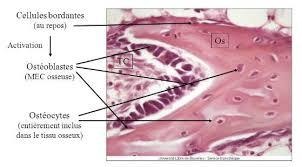 Cellules bordantes
(au repos)
Activation
Ostéoblastes
(MEC osseuse)
Ostéocytes
(entièrement inclus
dans le tissu osseux)
Os
TC